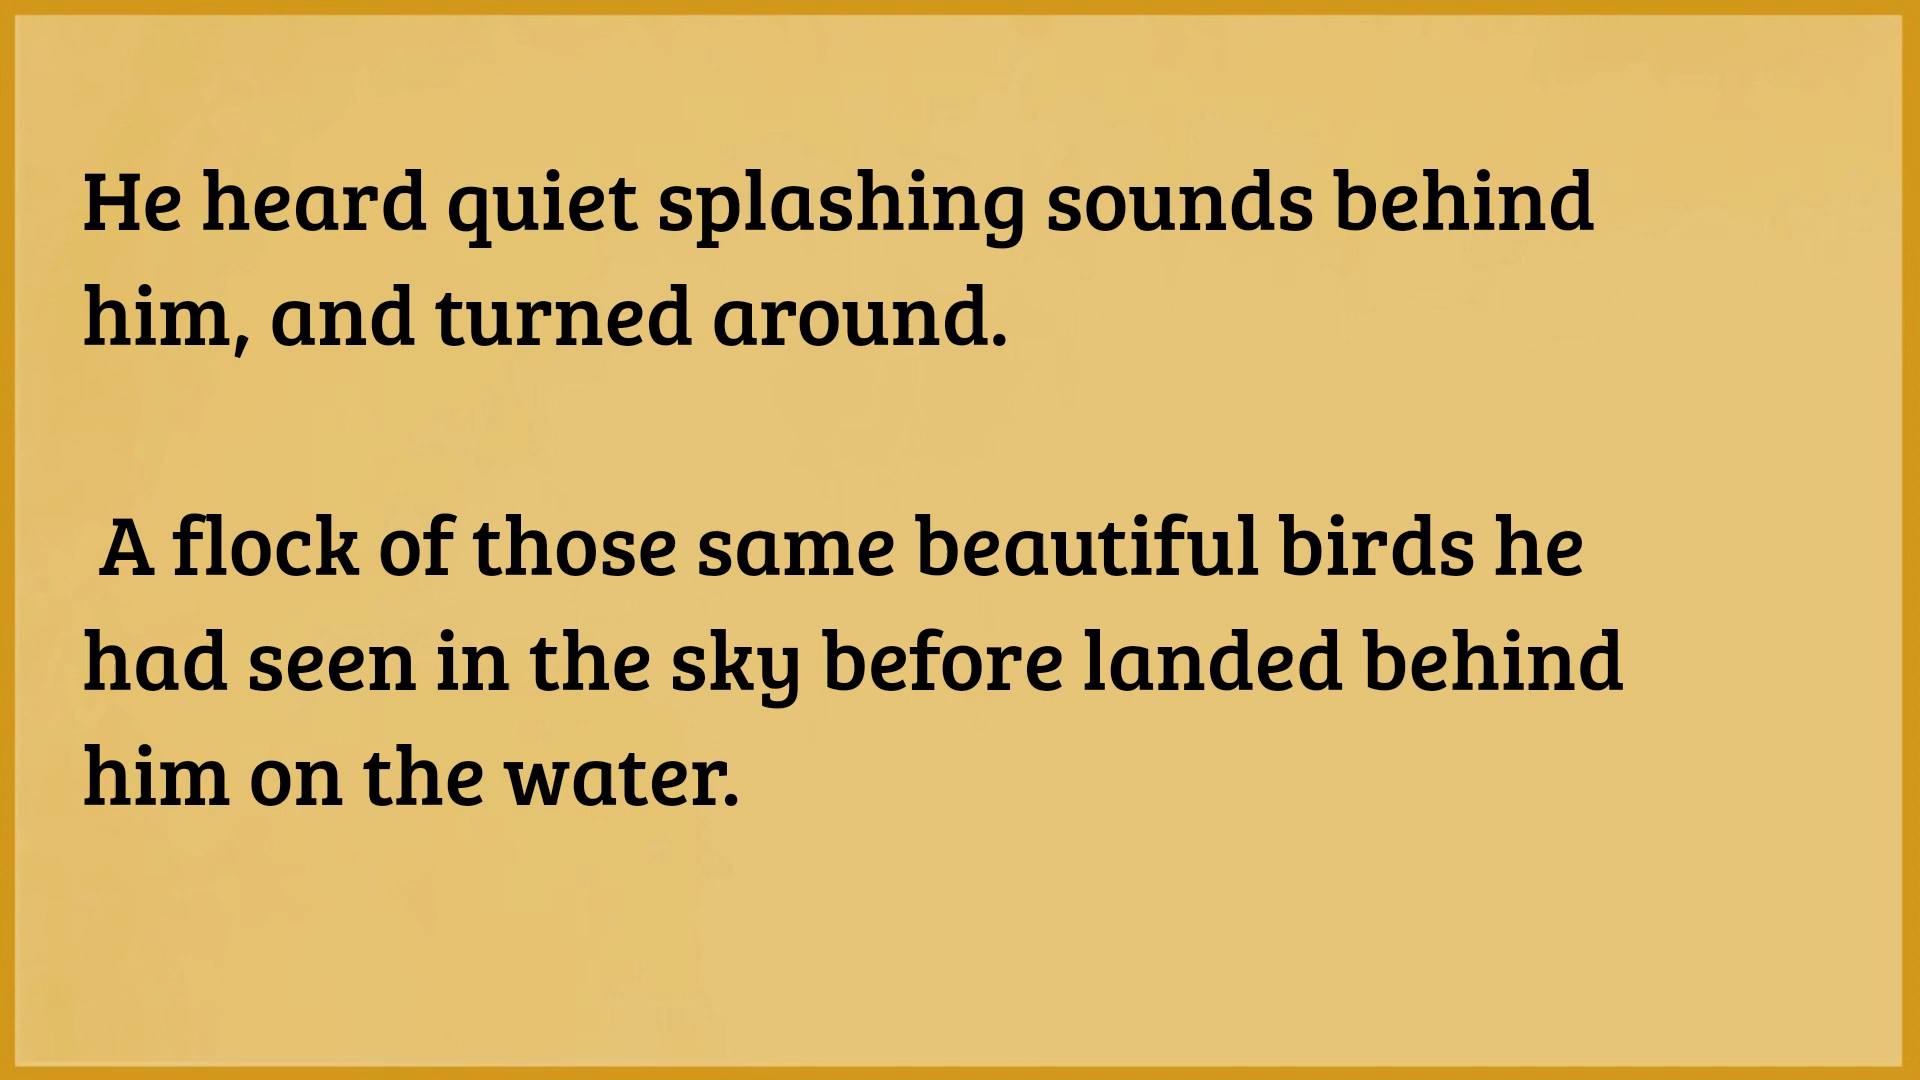 He heard quiet splashing sounds behind
him, and turned around.
A flock of those same beautiful birds he
had seen in the sky before landed behind
him on the water.